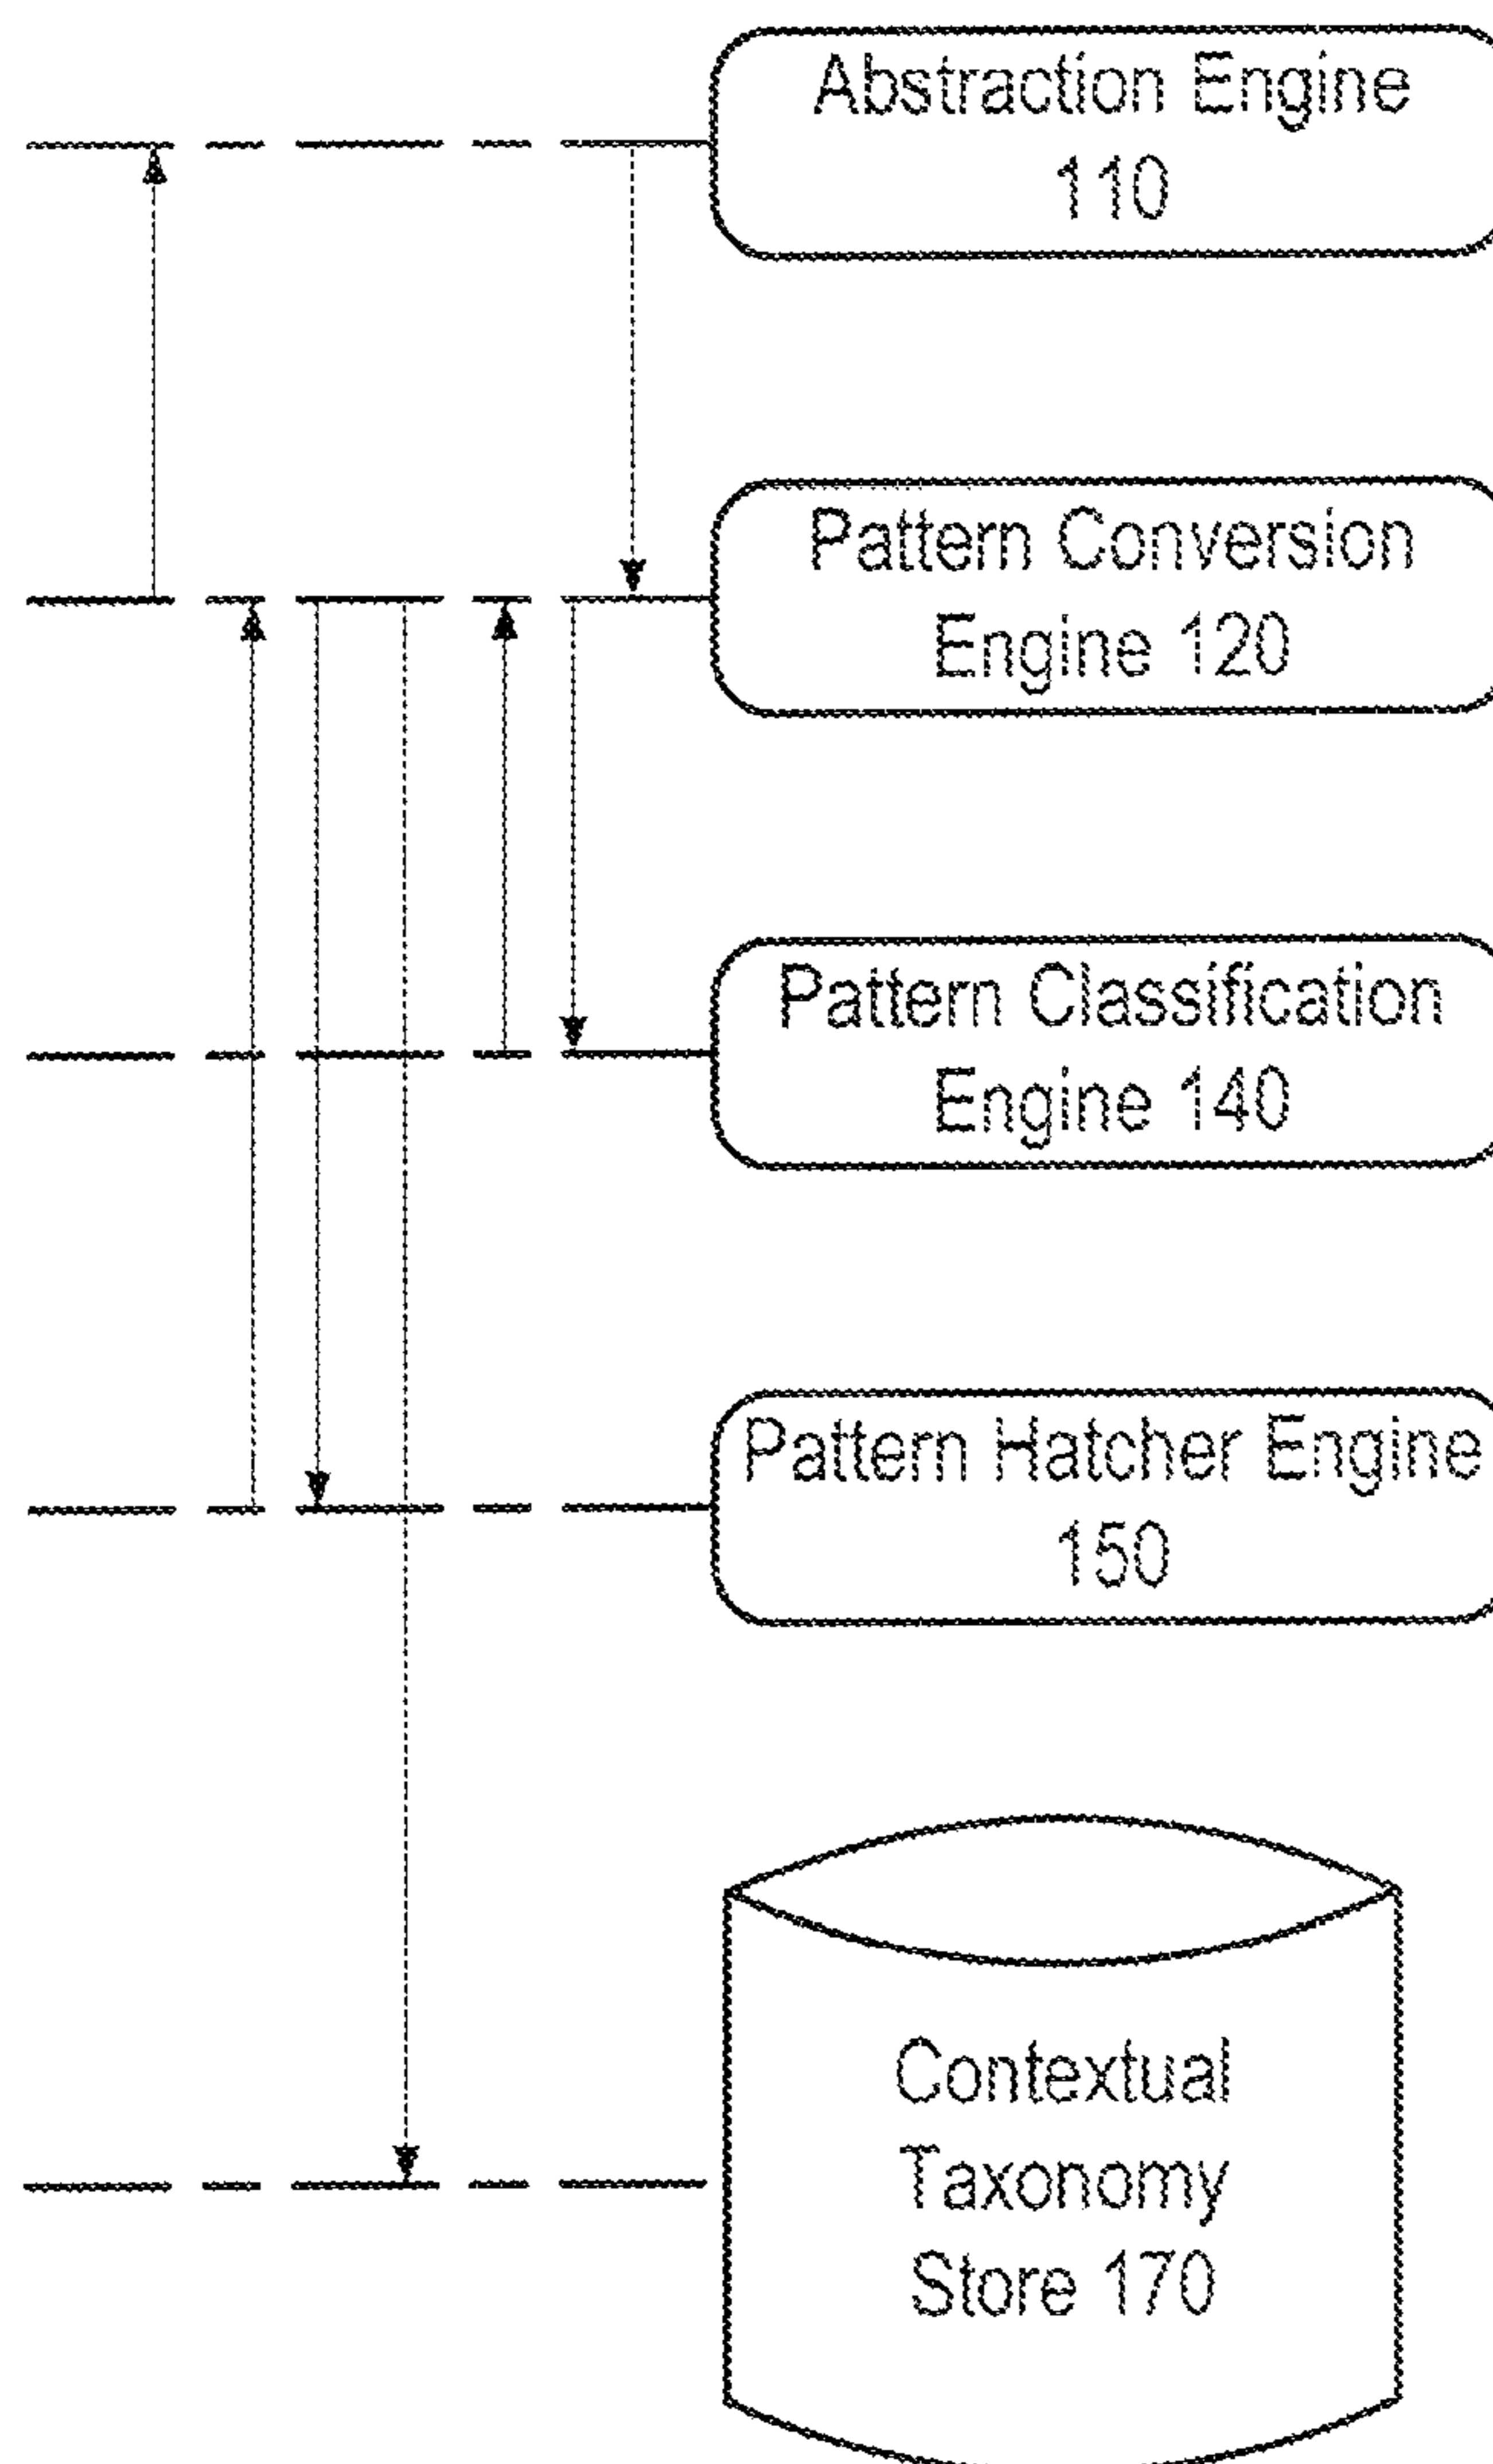 Abstraction Engine
110
Pattern Conversion
Engine 120
Pattern Classification
Engine 140
Pattern Hatcher Engine
150
Contextual
Taxonomy
Store 170